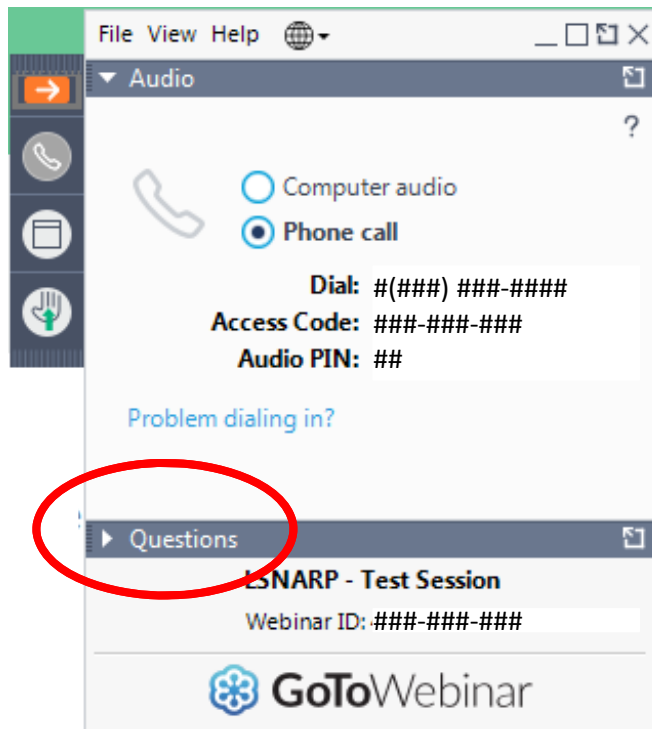 File View Help
Audio
?
Computer audio
Phone call
Dial: #(###) ###-####
Access Code: ###-###-###
Audio PIN: ##
Problem dialing in?
Questions
LSNARP - Test Session
Webinar ID: ###-###-###
GoToWebinar